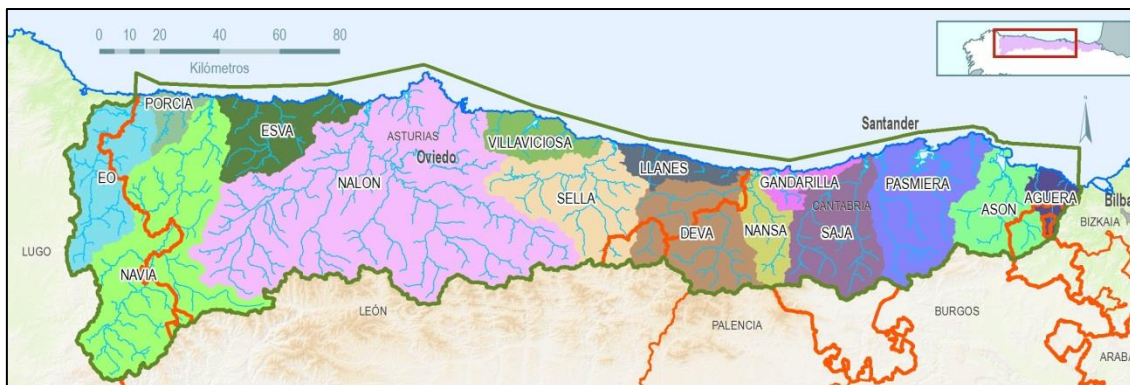 0 10 20 40 60 80
Kilómetros
PORCIA
ESVA
ASTURIAS
Oviedo
VILLAVICIOSA
Santander
EO
NALON
SELLA
LLANES
GANDARILLA
PASMIERA
CANTABRIA
AGÜERA
Bilba
DEVA
NANSA
SAJA
ASON
BIZKAIA
LUGO
NAVIA
LEÓN
PALENCIA
BURGOS
ARABA